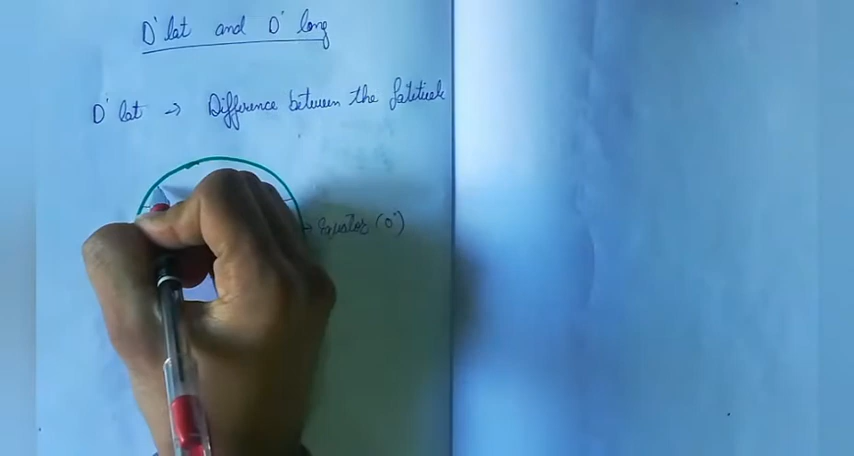 D' lat and D' long
D' lat → Difference between the latitude
→ Equator (0°)